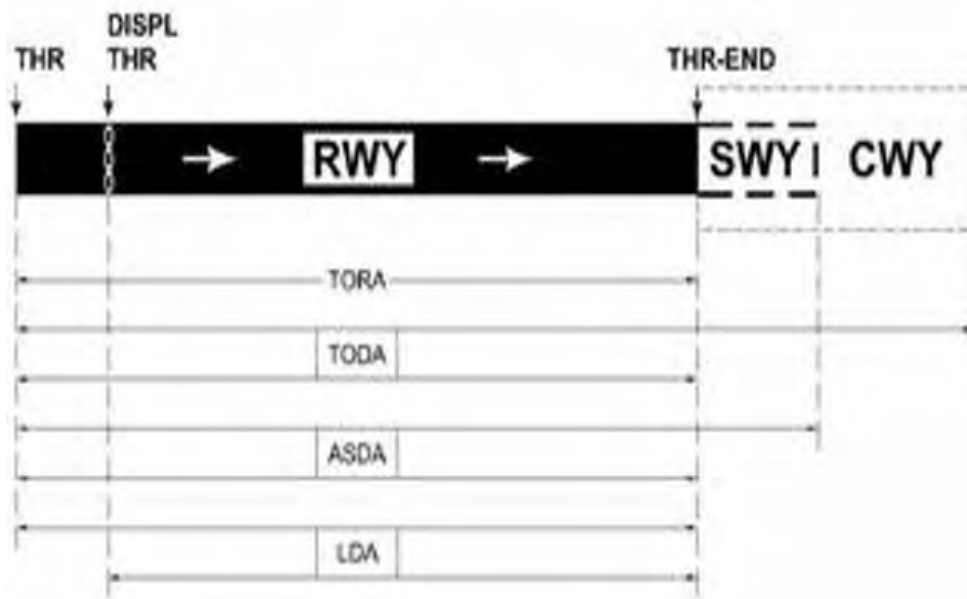 DISPL
THR THR THR-END
RWY SWY CWY
TORA
TODA
ASDA
LDA